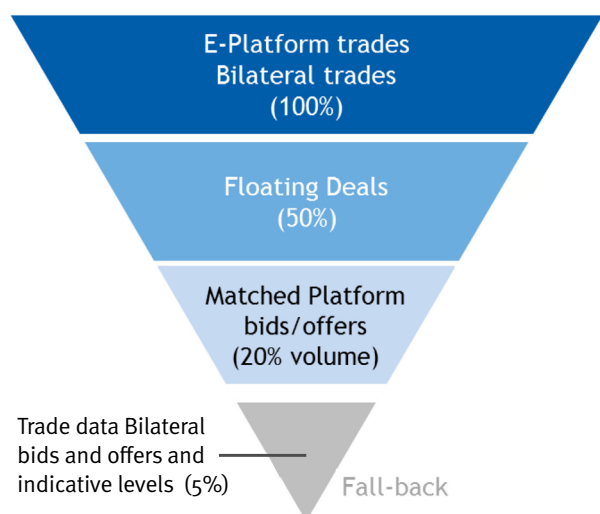 E-Platform trades
Bilateral trades
(100%)
Floating Deals
(50%)
Matched Platform
bids/offers
(20% volume)
Trade data Bilateral
bids and offers and
indicative levels (5%)
Fall-back